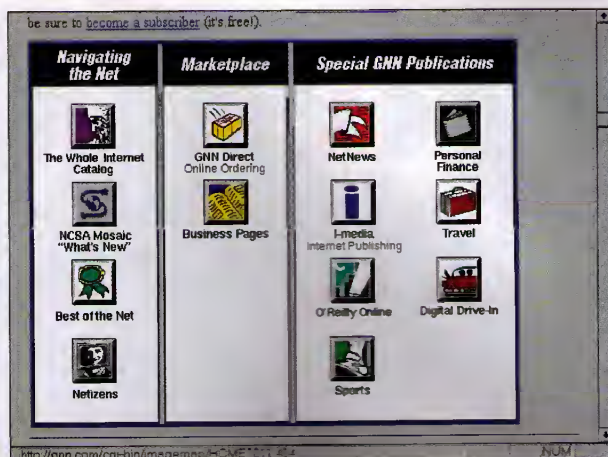 be sure to become a subscriber (it's free!).
Navigating
the Net
The Whole Internet
Catalog
NCSA Mosaic
"What's New"
Best of the Net
Netizens
Marketplace
GNN Direct
Online Ordering
Business Pages
Special GNN Publications
NetNews
Personal
Finance
I-media
Internet Publishing
Travel
O'Reilly Online
Digital Drive-In
Sports
NUM